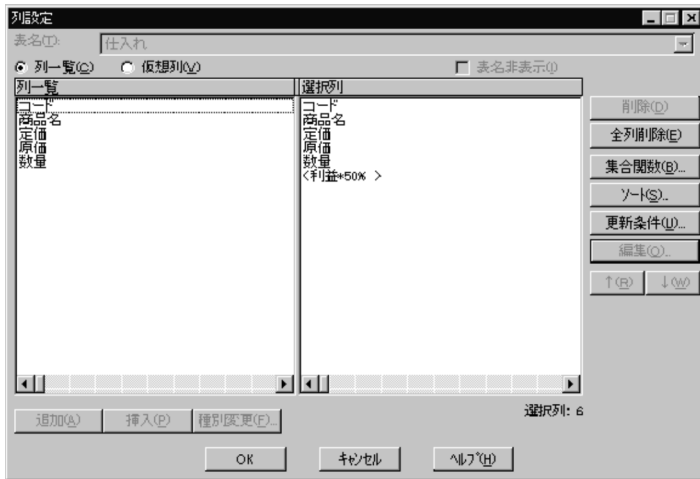 列設定
表名(T):
仕入れ
列一覧(C)
仮想列(V)
表名非表示(I)
列一覧
選択列
コード
商品名
定価
原価
数量
コード
商品名
定価
原価
数量
<利益*50% >
削除(D)
全列削除(E)
集合関数(B)...
ソート(S)...
更新条件(U)...
編集(O)...
↑(R)
↓(W)
選択列: 6
追加(A)
挿入(P)
種別変更(F)...
OK
キャンセル
ヘルプ(H)